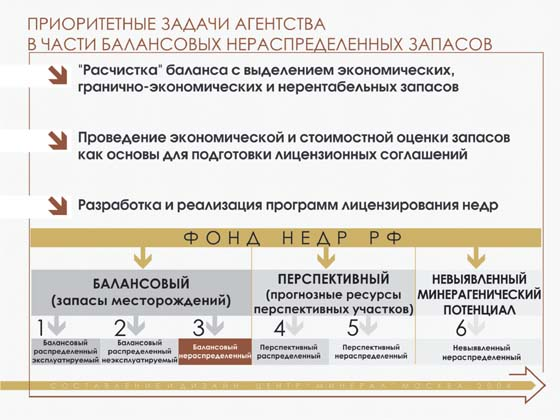 ПРИОРИТЕТНЫЕ ЗАДАЧИ АГЕНТСТВА
В ЧАСТИ БАЛАНСОВЫХ НЕРАСПРЕДЕЛЕННЫХ ЗАПАСОВ
"Расчистка" баланса с выделением экономических,
гранично-экономических и нерентабельных запасов
Проведение экономической и стоимостной оценки запасов
как основы для подготовки лицензионных соглашений
Разработка и реализация программ лицензирования недр
ФОНД НЕДР РФ
БАЛАНСОВЫЙ
(запасы месторождений)
ПЕРСПЕКТИВНЫЙ
(прогнозные ресурсы
перспективных участков)
НЕВЫЯВЛЕННЫЙ
МИНЕРАГЕНИЧЕСКИЙ
ПОТЕНЦИАЛ
1
Балансовый
распределенный
эксплуатируемый
2
Балансовый
распределенный
неэксплуатируемый
3
Балансовый
нераспределенный
4
Перспективный
распределенный
5
Перспективный
нераспределенный
6
Невыявленный
нераспределенный
СОСТАВЛЕНИЕ И ДИЗАЙН ЦЕНТР "МИНЕРАЛ" МОСКВА, 2004